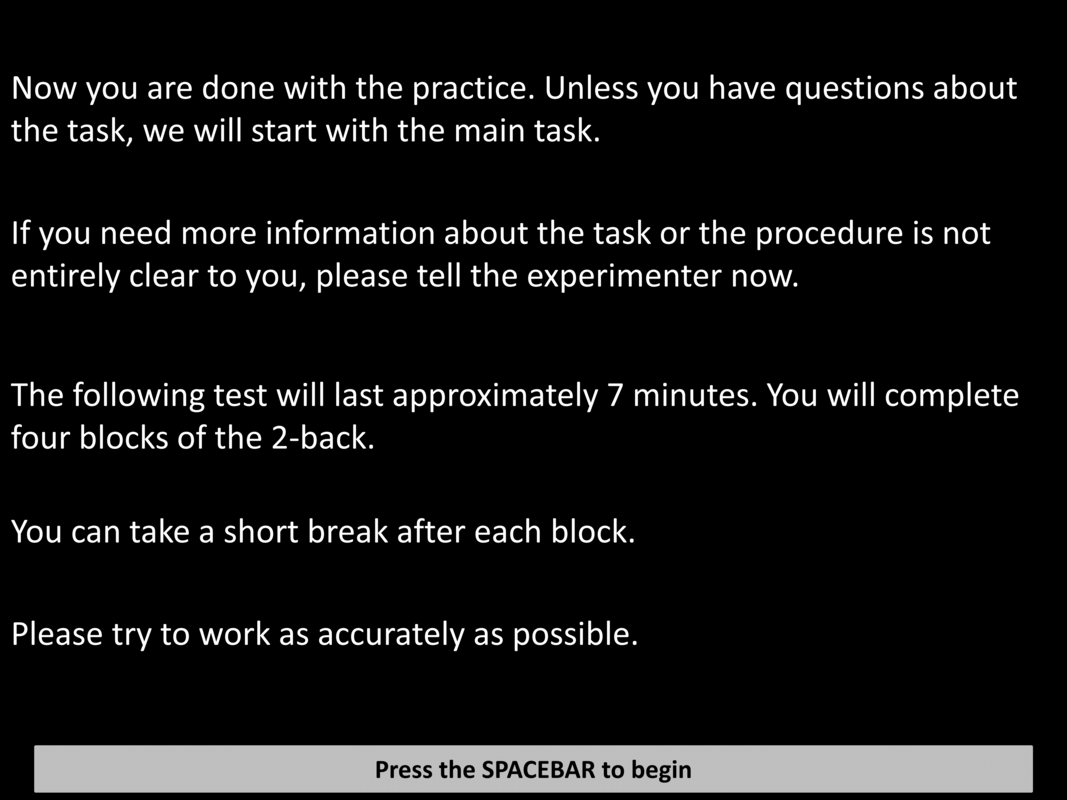 Now you are done with the practice. Unless you have questions about
the task, we will start with the main task.
If you need more information about the task or the procedure is not
entirely clear to you, please tell the experimenter now.
The following test will last approximately 7 minutes. You will complete
four blocks of the 2-back.
You can take a short break after each block.
Please try to work as accurately as possible.
Press the SPACEBAR to begin